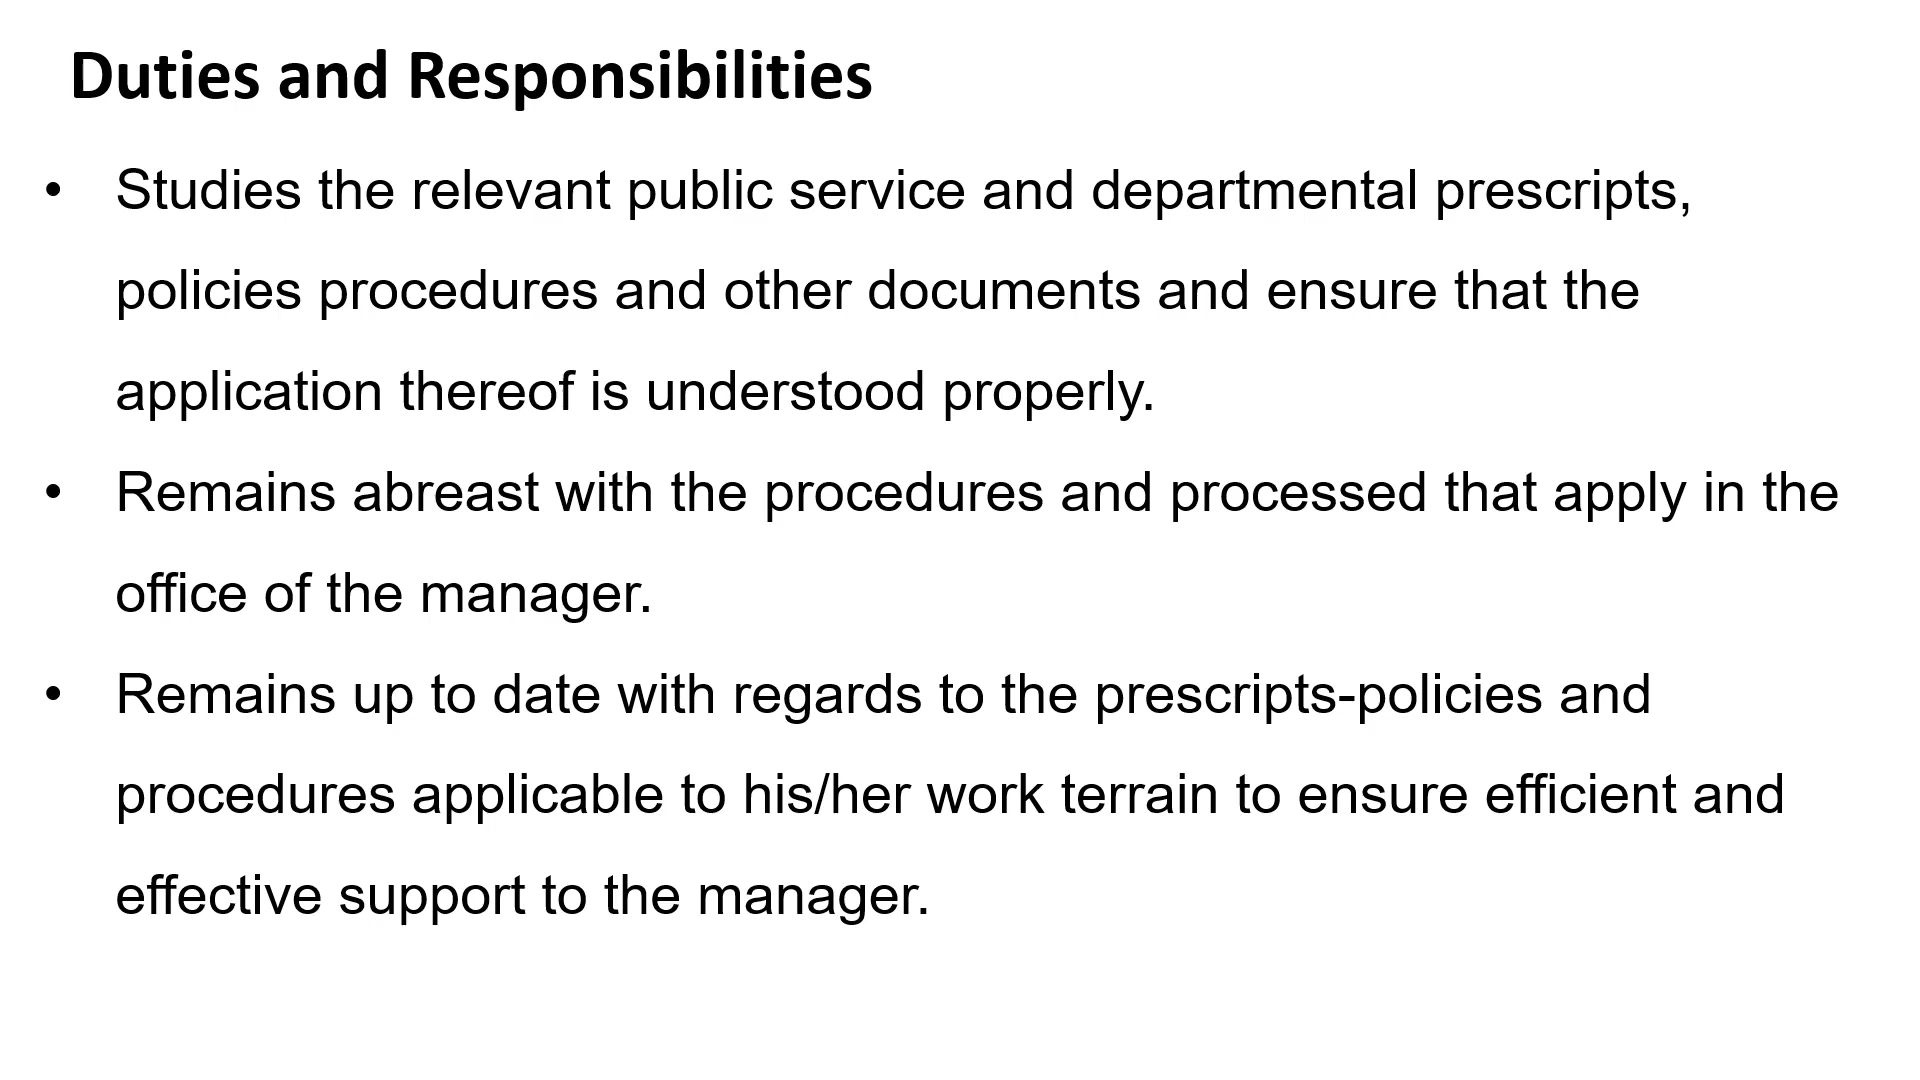 Duties and Responsibilities
• Studies the relevant public service and departmental prescripts,
policies procedures and other documents and ensure that the
application thereof is understood properly.
• Remains abreast with the procedures and processed that apply in the
office of the manager.
• Remains up to date with regards to the prescripts-policies and
procedures applicable to his/her work terrain to ensure efficient and
effective support to the manager.